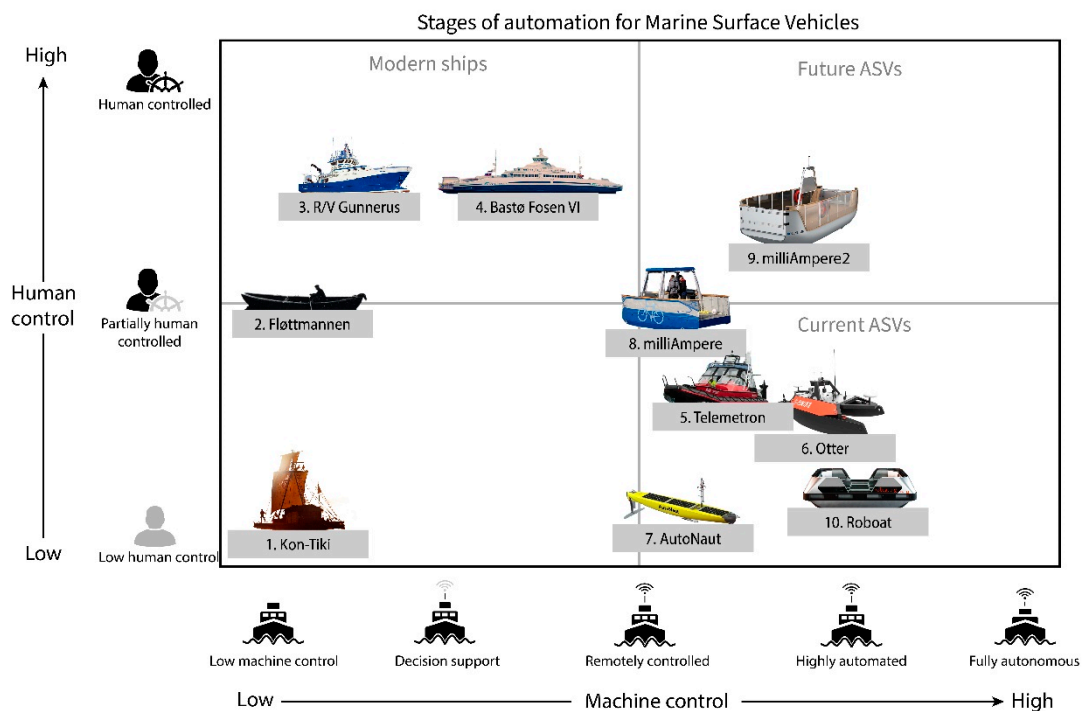 Stages of automation for Marine Surface Vehicles
High
Human controlled
Modern ships
Future ASVs
3. R/V Gunnerus
4. Bastø Fosen VI
9. milliAmpere2
Human
control
Partially human
controlled
2. Fløttmannen
8. milliAmpere
Current ASVs
5. Telemetron
6. Otter
Low
Low human control
1. Kon-Tiki
7. AutoNaut
10. Roboat
Low machine control
Decision support
Remotely controlled
Highly automated
Fully autonomous
Low
Machine control
High